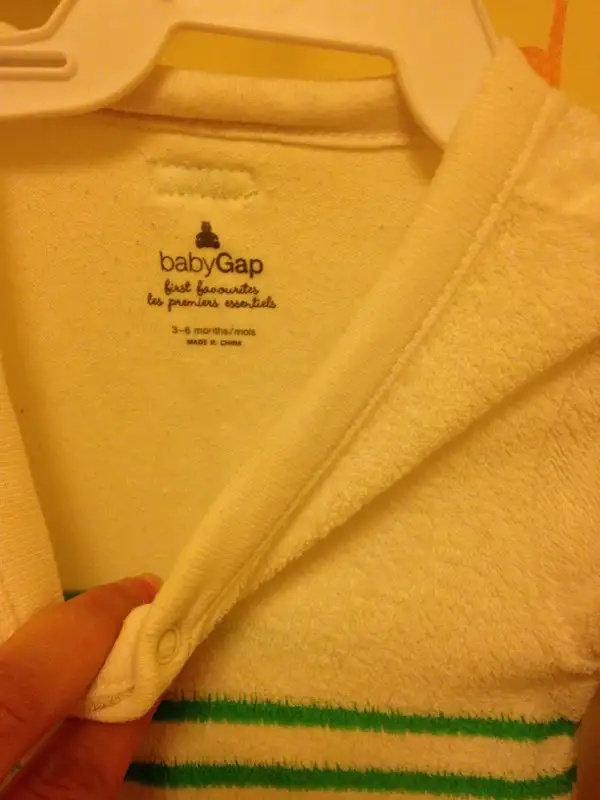 babyGap
first favourites
les premiers essentiels
3-6 months/mois
MADE IN CHINA